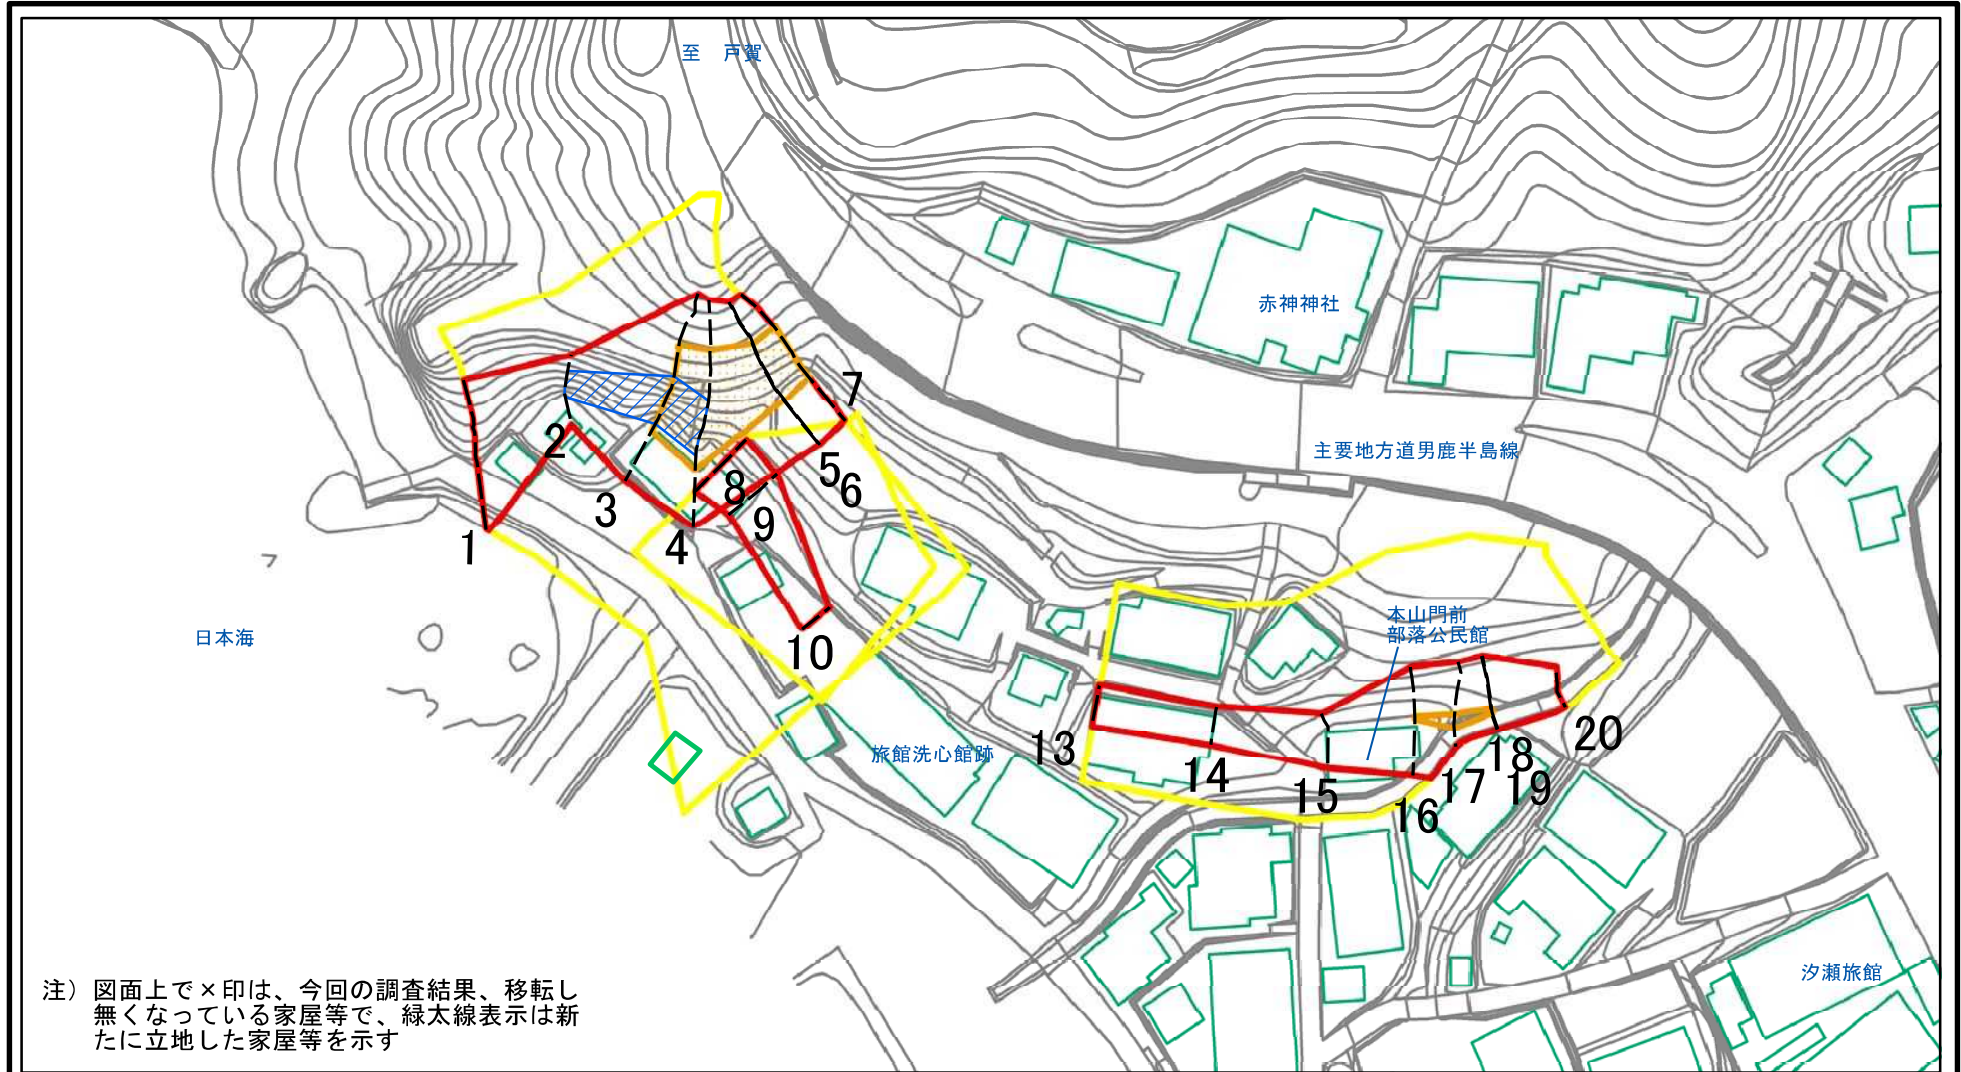 至　戸賀
赤神神社
主要地方道男鹿半島線
7
2
5
6
8
3
9
1
4
10
日本海
本山門前
部落公民館
旅館洗心館跡
13
14
15
16
17
18
19
20
汐瀬旅館
注）図面上で×印は、今回の調査結果、移転し
無くなっている家屋等で、緑太線表示は新
たに立地した家屋等を示す